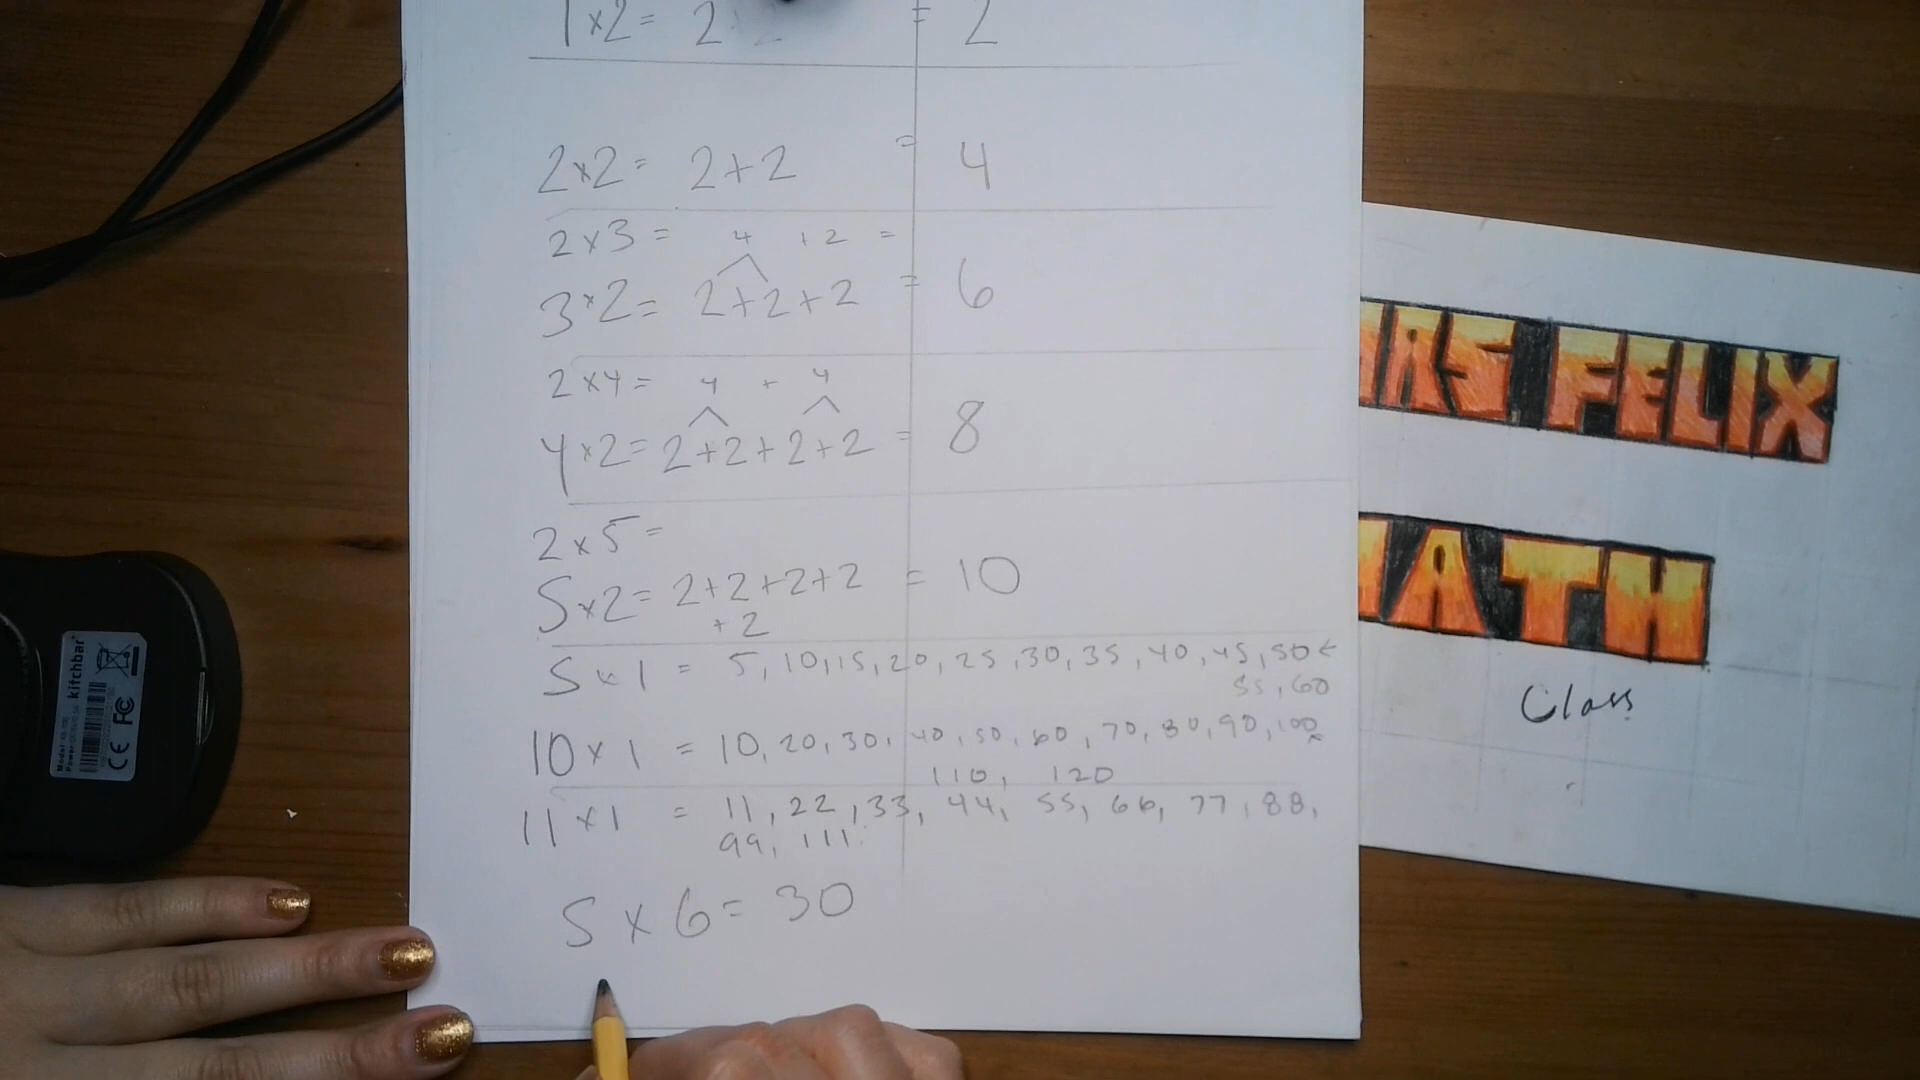 1 x 2 = 2 = 2
2 x 2 = 2 + 2 = 4
2 x 3 = 4 + 2 =
3 x 2 = 2 + 2 + 2 = 6
2 x 4 = 4 + 4
4 x 2 = 2 + 2 + 2 + 2 = 8
2 x 5 =
5 x 2 = 2 + 2 + 2 + 2 = 10
+ 2
5 x 1 = 5, 10, 15, 20, 25, 30, 35, 40, 45, 50
55, 60
10 x 1 = 10, 20, 30, 40, 50, 60, 70, 80, 90, 100
110, 120
11 x 1 = 11, 22, 33, 44, 55, 66, 77, 88,
99, 111
5 x 6 = 30
FELIX
Class
kitchbar
FC
CE